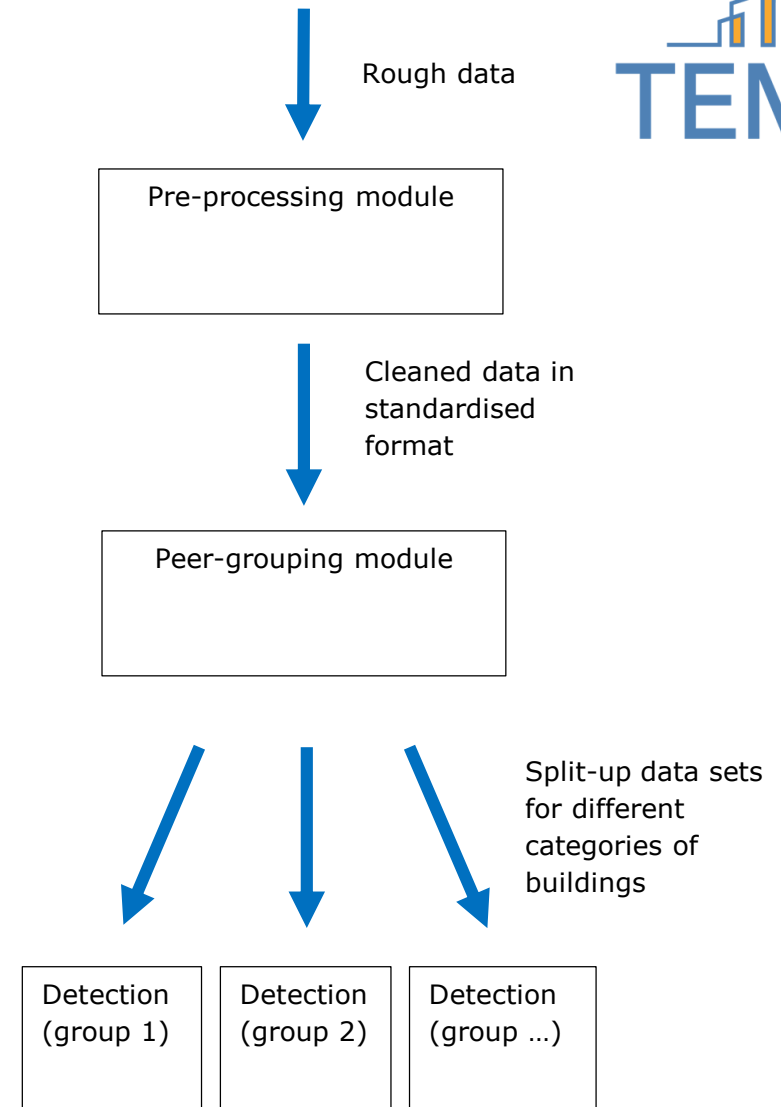 Rough data
TEM
Pre-processing module
Cleaned data in
standardised
format
Peer-grouping module
Split-up data sets
for different
categories of
buildings
Detection
(group 1)
Detection
(group 2)
Detection
(group …)